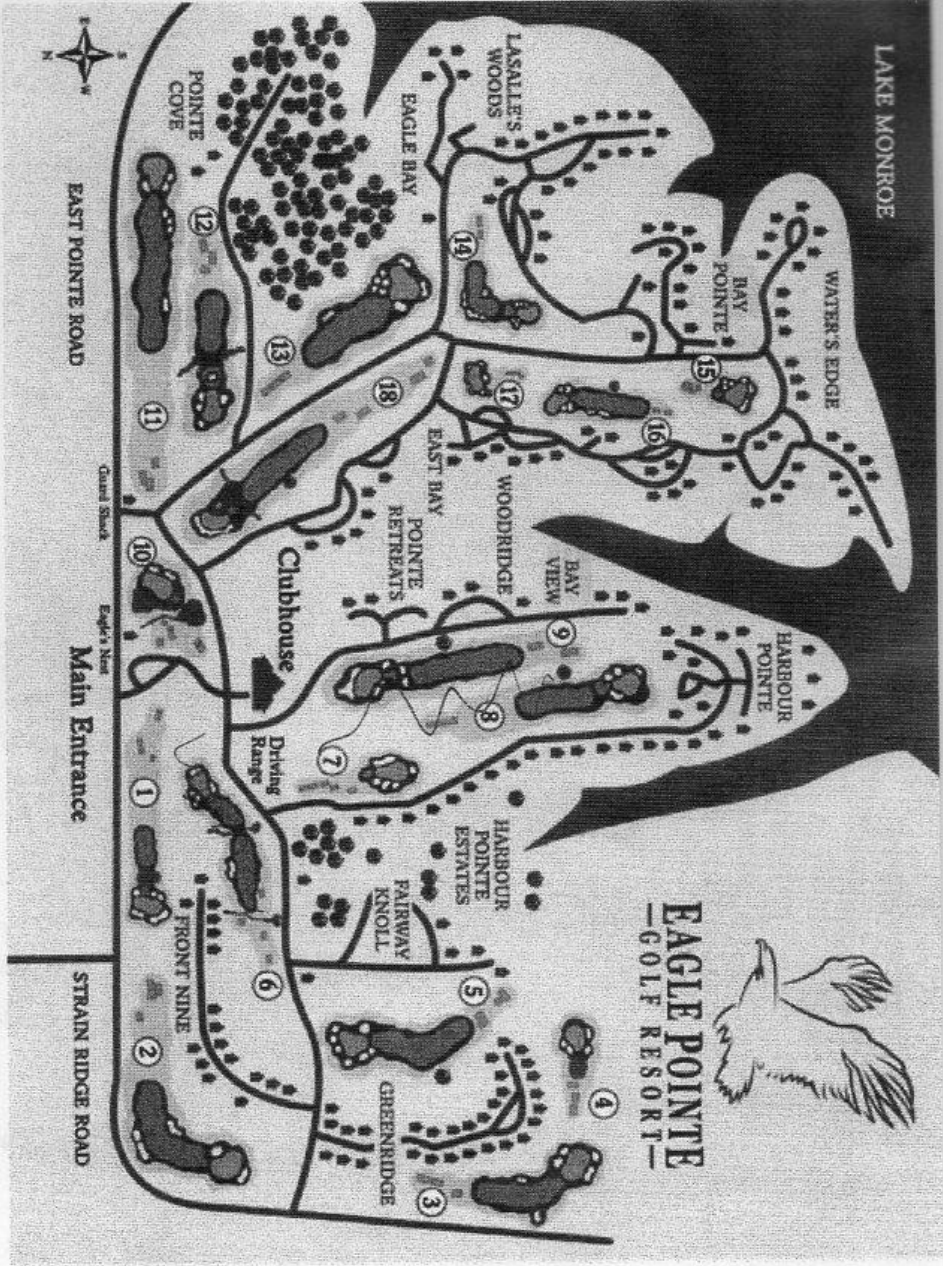 LAKE MONROE
LASALLE'S
WOODS
WATER'S EDGE
BAY
POINTE
EAGLE BAY
POINTE
COVE
EAST POINTE ROAD
E
S
W
N
12
14
13
18
17
15
16
11
EAST BAY
WOODRIDGE
POINTE
RETREATS
BAY
VIEW
HARBOUR
POINTE
Guard Shack
10
Clubhouse
Eagle's Nest
Main Entrance
9
8
7
Driving
Range
1
HARBOUR
POINTE
ESTATES
FAIRWAY
KNOLL
FRONT NINE
6
5
EAGLE POINTE
—GOLF RESORT—
STRAIN RIDGE ROAD
2
GREENRIDGE
4
3